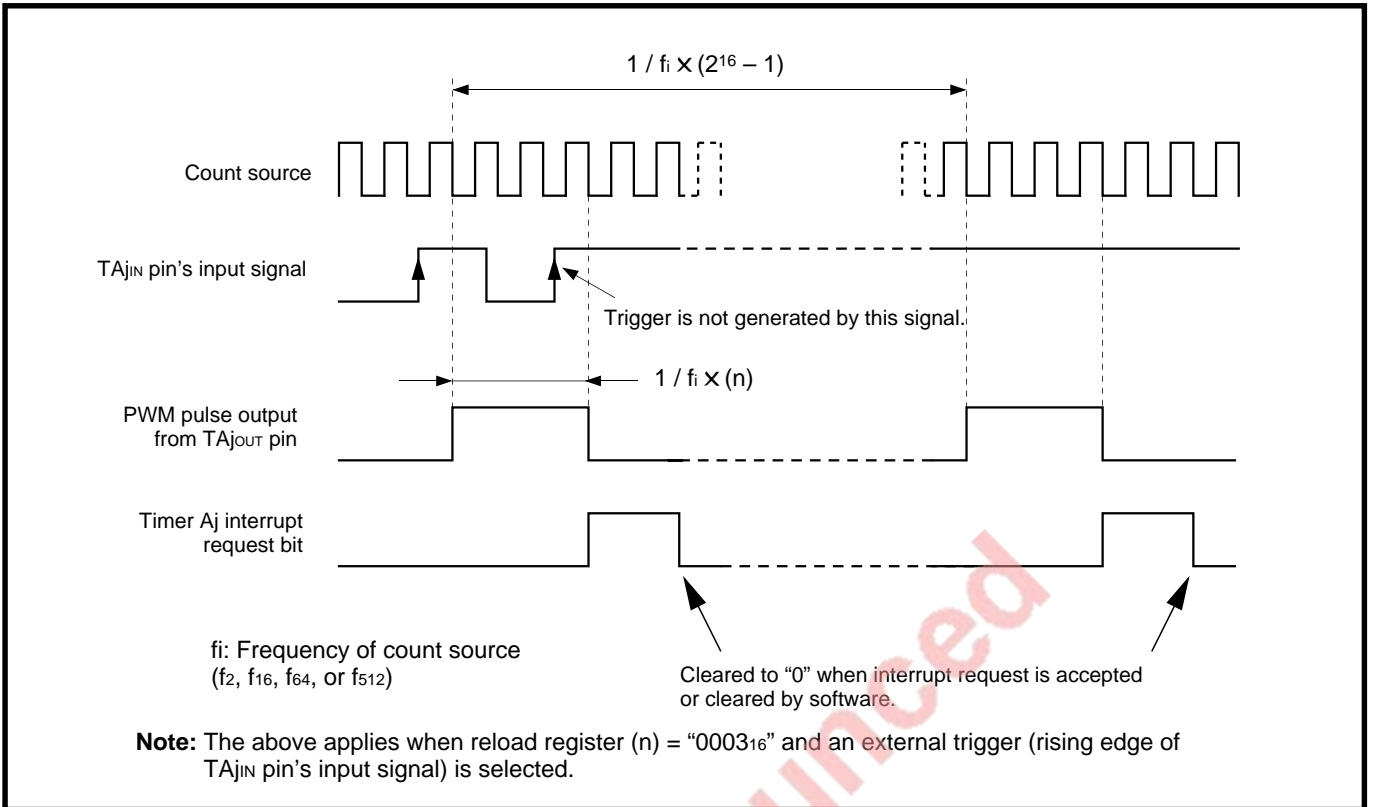 1 / fi × (2¹⁶ – 1)
Count source
TAjIN pin's input signal
Trigger is not generated by this signal.
1 / fi × (n)
PWM pulse output
from TAjOUT pin
Timer Aj interrupt
request bit
fi: Frequency of count source
(f2, f16, f64, or f512)
Cleared to “0” when interrupt request is accepted
or cleared by software.
Note: The above applies when reload register (n) = “000316” and an external trigger (rising edge of
TAjIN pin's input signal) is selected.
unced